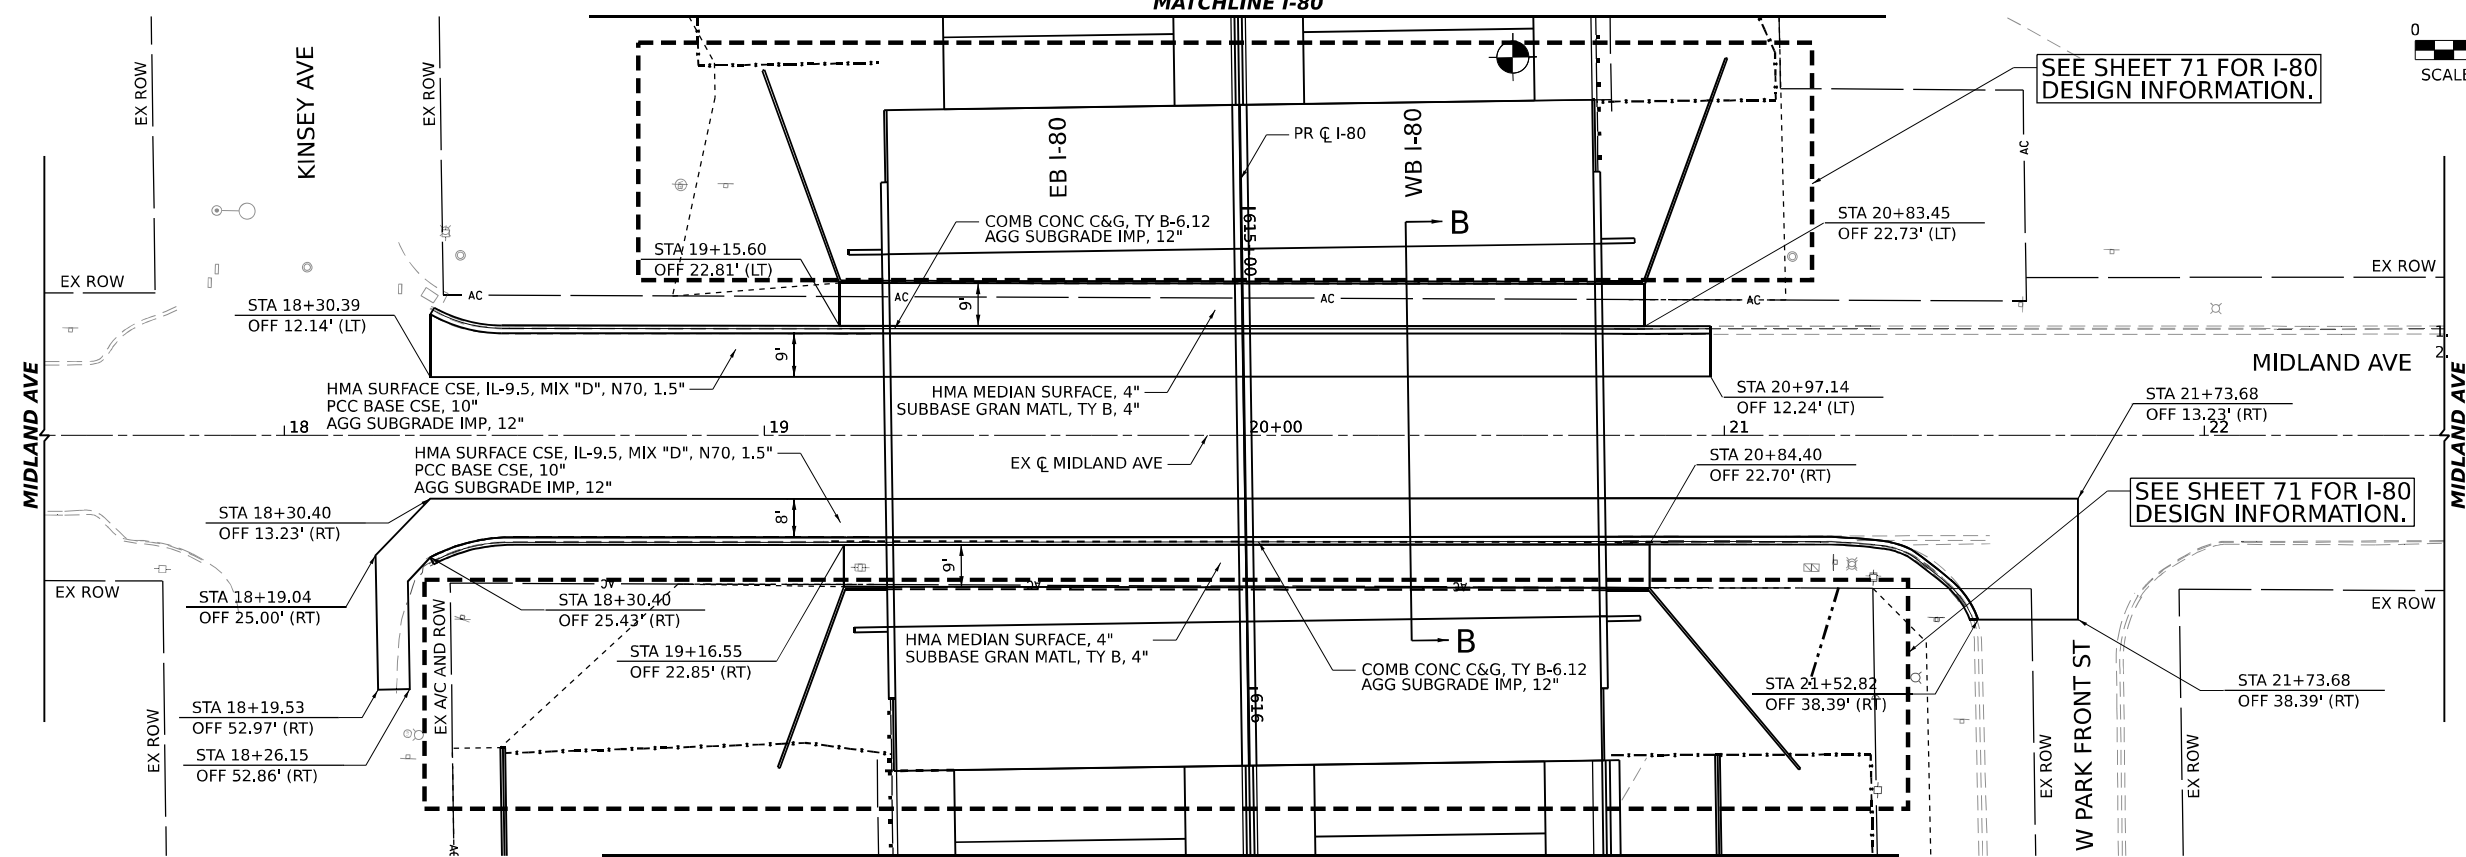 MATCHLINE I-80
KINSEY AVE
EX ROW
EX ROW
EB I-80
WB I-80
PR ℄ I-80
SEE SHEET 71 FOR I-80
DESIGN INFORMATION.
0
SCALE
AC
COMB CONC C&G, TY B-6.12
AGG SUBGRADE IMP, 12"
615+00
B
STA 20+83.45
OFF 22.73' (LT)
STA 19+15.60
OFF 22.81' (LT)
EX ROW
EX ROW
AC
AC
AC
AC
9'
STA 18+30.39
OFF 12.14' (LT)
9'
1.
2.
MIDLAND AVE
MIDLAND AVE
HMA SURFACE CSE, IL-9.5, MIX "D", N70, 1.5"
PCC BASE CSE, 10"
AGG SUBGRADE IMP, 12"
HMA MEDIAN SURFACE, 4"
SUBBASE GRAN MATL, TY B, 4"
STA 20+97.14
OFF 12.24' (LT)
STA 21+73.68
OFF 13.23' (RT)
MIDLAND AVE
18
19
20+00
21
22
HMA SURFACE CSE, IL-9.5, MIX "D", N70, 1.5"
PCC BASE CSE, 10"
AGG SUBGRADE IMP, 12"
EX ℄ MIDLAND AVE
STA 20+84.40
OFF 22.70' (RT)
SEE SHEET 71 FOR I-80
DESIGN INFORMATION.
STA 18+30.40
OFF 13.23' (RT)
8'
9'
AC
AC
AC
EX ROW
EX ROW
STA 18+19.04
OFF 25.00' (RT)
STA 18+30.40
OFF 25.43' (RT)
STA 19+16.55
OFF 22.85' (RT)
HMA MEDIAN SURFACE, 4"
SUBBASE GRAN MATL, TY B, 4"
B
COMB CONC C&G, TY B-6.12
AGG SUBGRADE IMP, 12"
616
STA 21+52.82
OFF 38.39' (RT)
STA 21+73.68
OFF 38.39' (RT)
STA 18+19.53
OFF 52.97' (RT)
STA 18+26.15
OFF 52.86' (RT)
EX ROW
EX A/C AND ROW
AC
EX ROW
W PARK FRONT ST
EX ROW